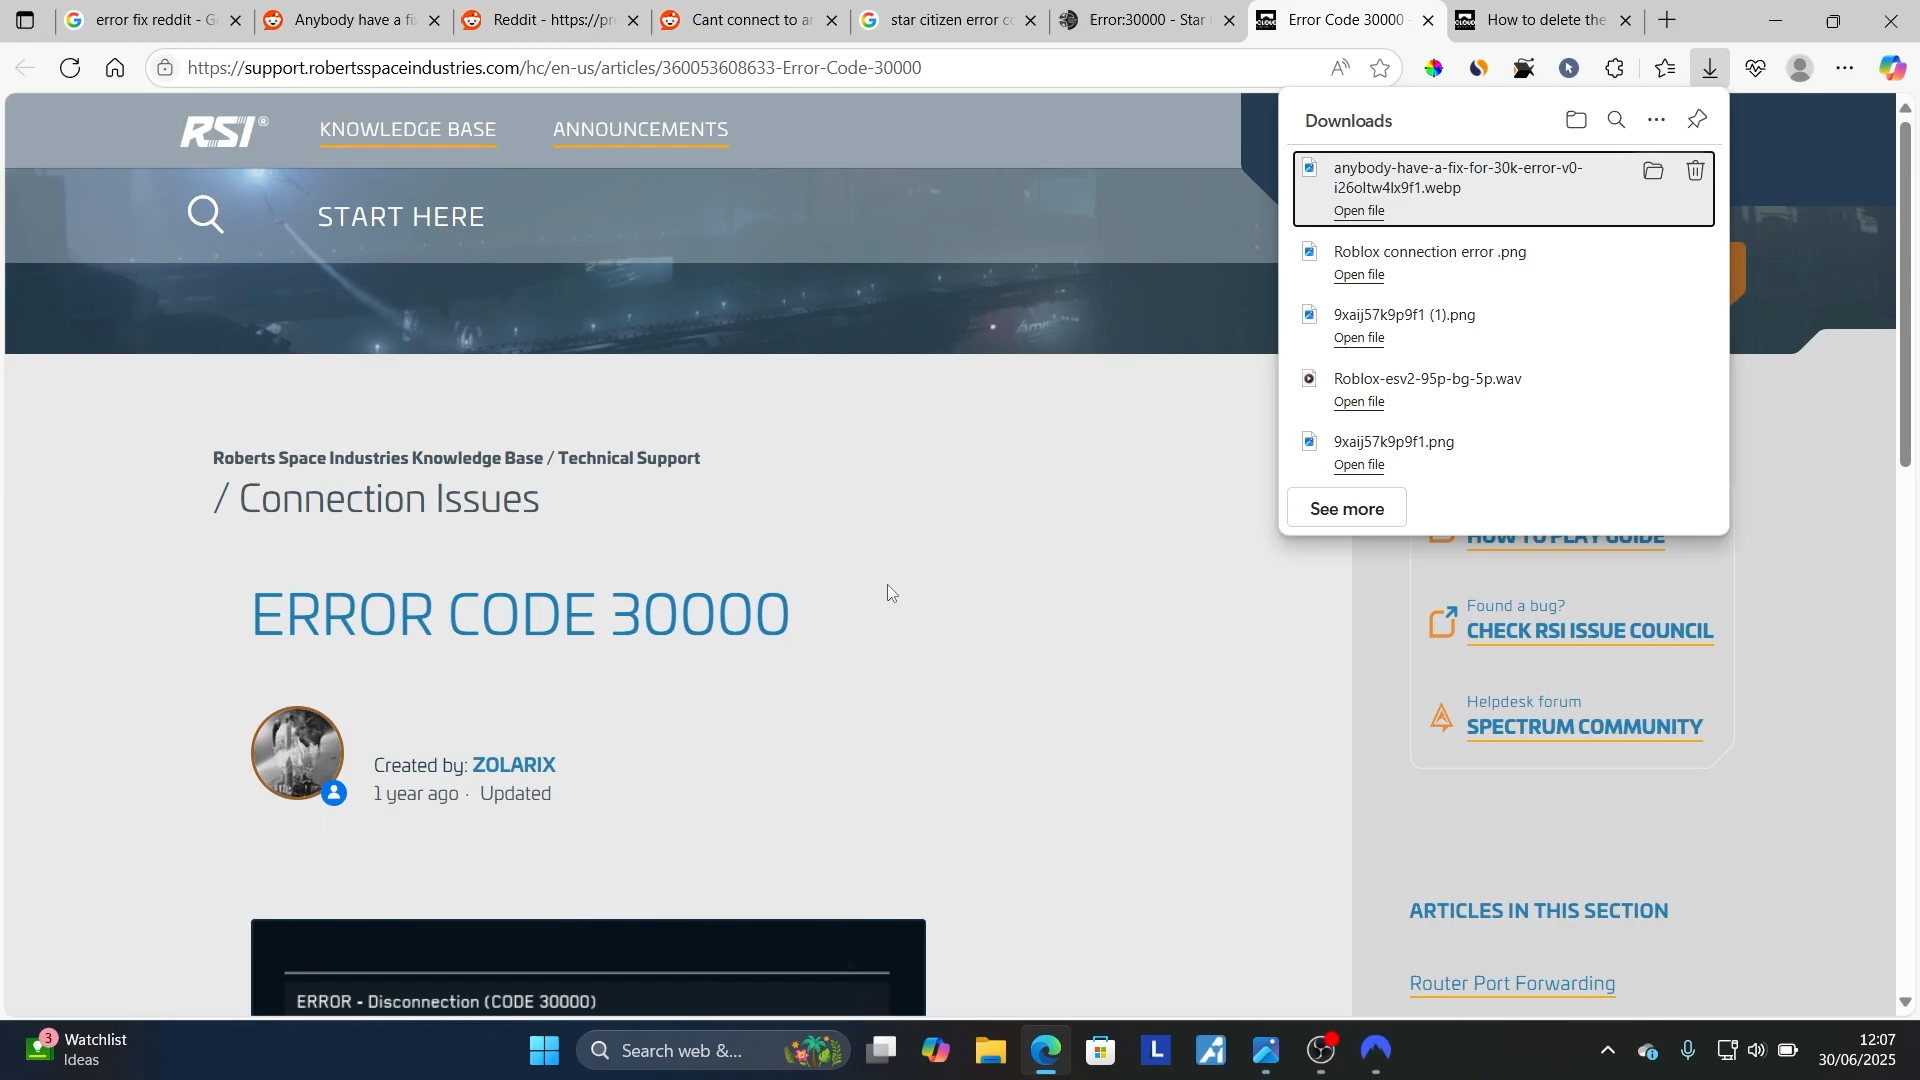 error fix reddit - G
Anybody have a fi
Reddit - https://pr
Cant connect to ar
star citizen error c
Error:30000 - Star
Error Code 30000
How to delete the
https://support.robertsspaceindustries.com/hc/en-us/articles/360053608633-Error-Code-30000
RSI®
KNOWLEDGE BASE
ANNOUNCEMENTS
START HERE
Downloads
anybody-have-a-fix-for-30k-error-v0-
i26oltw4lx9f1.webp
Open file
Roblox connection error .png
Open file
9xaij57k9p9f1 (1).png
Open file
Roblox-esv2-95p-bg-5p.wav
Open file
9xaij57k9p9f1.png
Open file
See more
Roberts Space Industries Knowledge Base / Technical Support
/ Connection Issues
ERROR CODE 30000
Created by: ZOLARIX
1 year ago · Updated
ERROR - Disconnection (CODE 30000)
HOW TO PLAY GUIDE
Found a bug?
CHECK RSI ISSUE COUNCIL
Helpdesk forum
SPECTRUM COMMUNITY
ARTICLES IN THIS SECTION
Router Port Forwarding
3
Watchlist
Ideas
Search web &...
L
12:07
30/06/2025